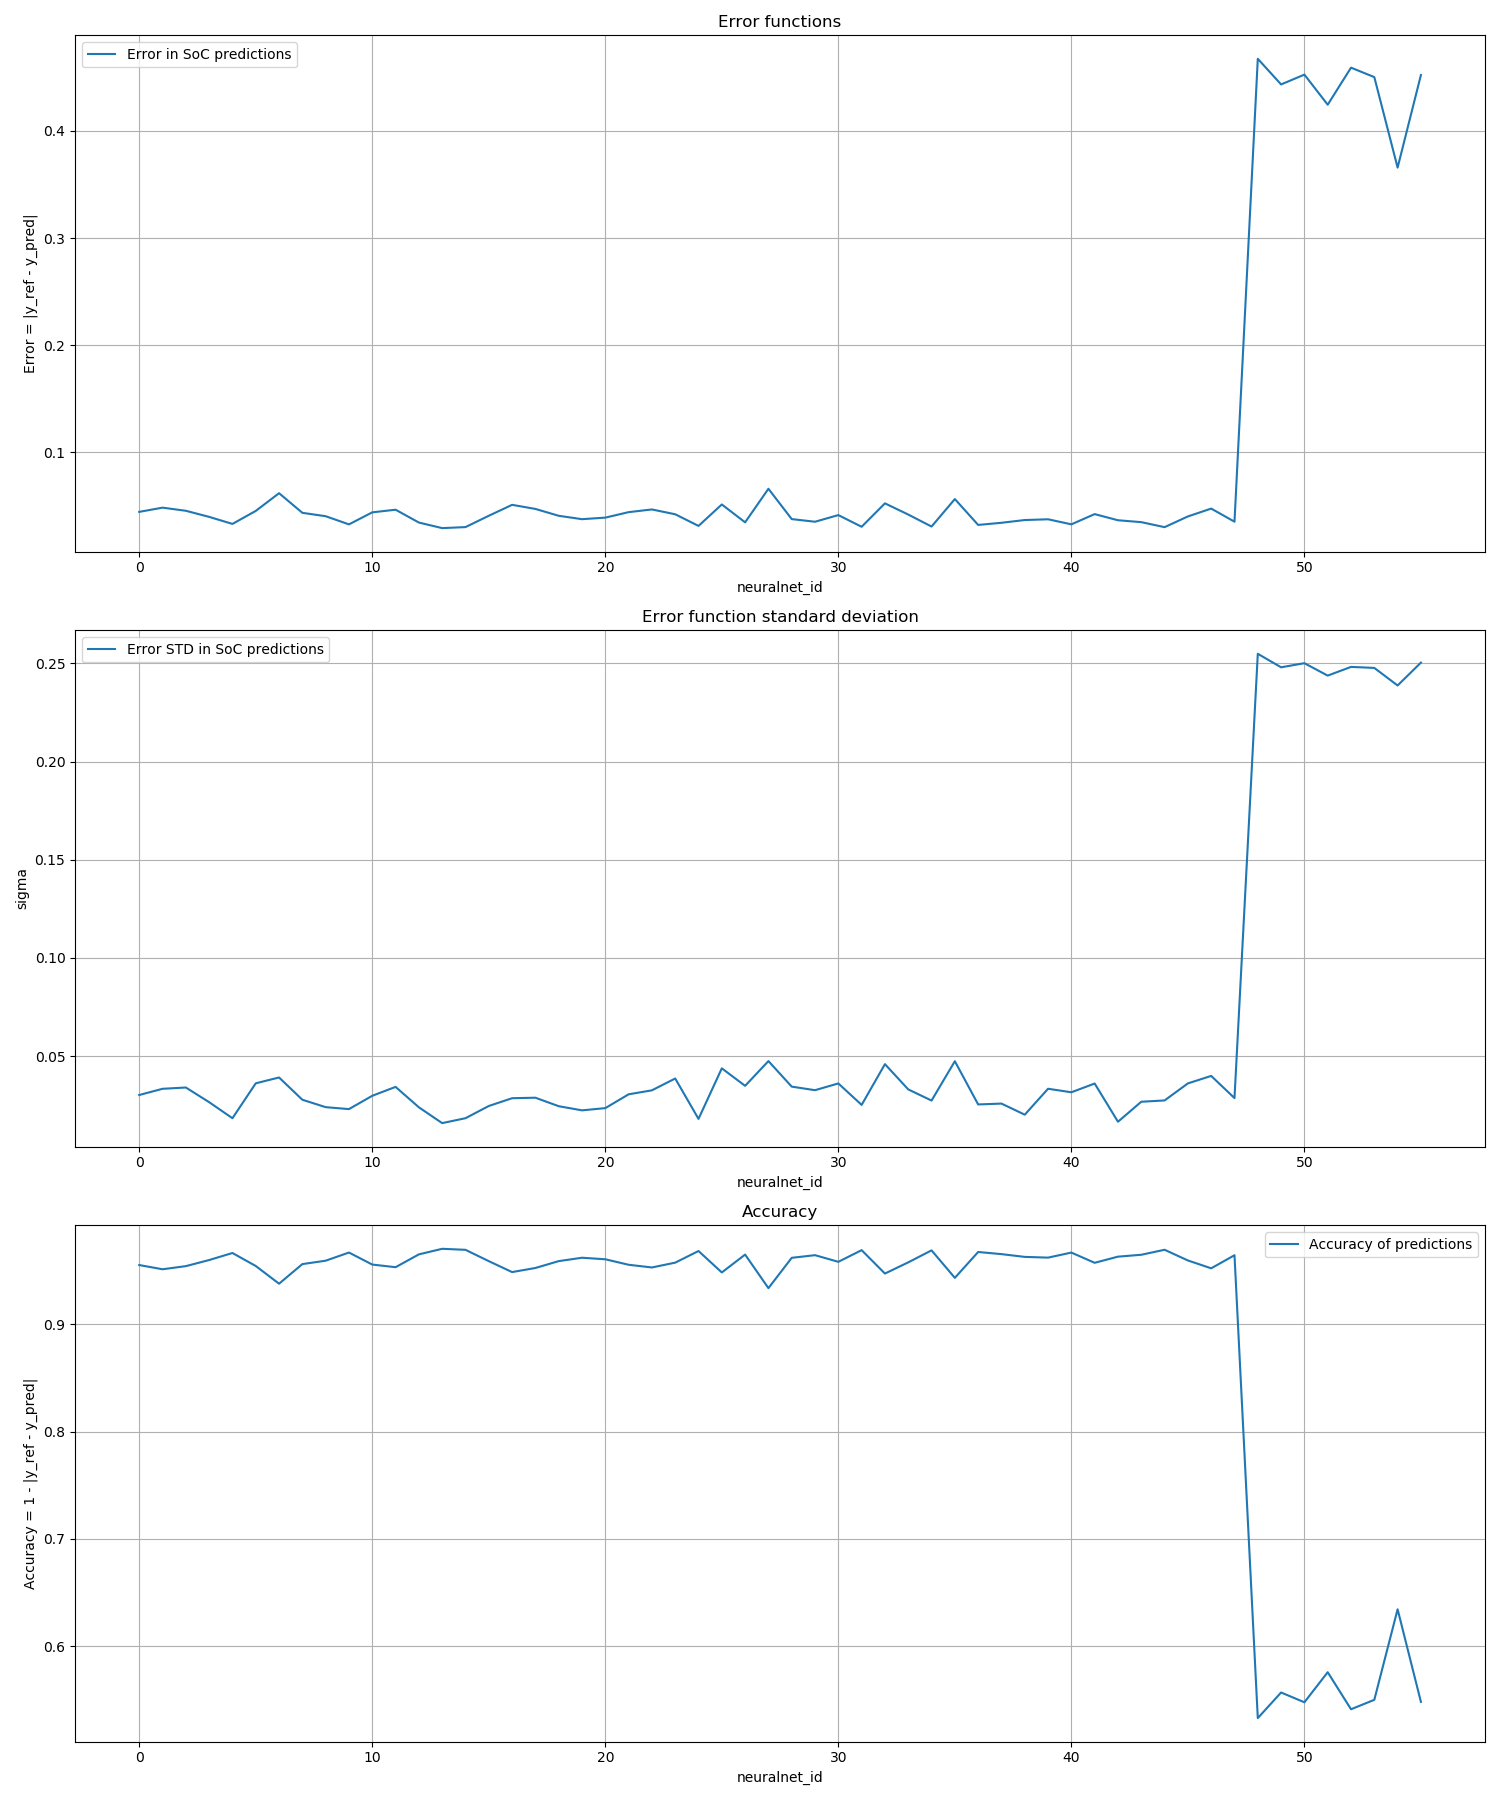 Error functions
Error in SoC predictions
0.4
0.3
0.2
0.1
Error = |y_ref - y_pred|
0 10 20 30 40 50
neuralnet_id
Error function standard deviation
Error STD in SoC predictions
0.25
0.20
0.15
0.10
0.05
sigma
0 10 20 30 40 50
neuralnet_id
Accuracy
Accuracy of predictions
0.9
0.8
0.7
0.6
Accuracy = 1 - |y_ref - y_pred|
0 10 20 30 40 50
neuralnet_id